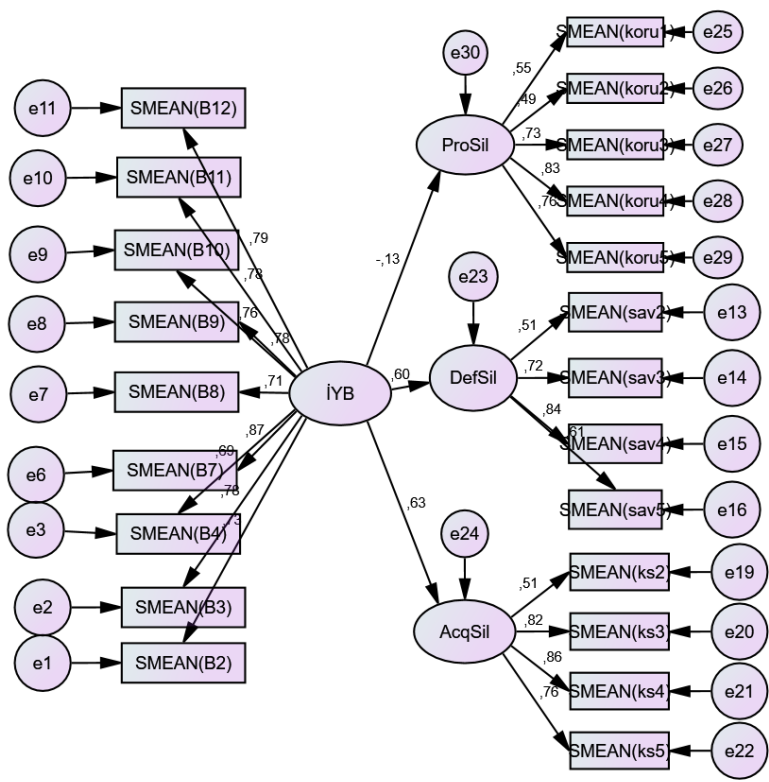 e11
SMEAN(B12)
e10
SMEAN(B11)
e9
SMEAN(B10)
e8
SMEAN(B9)
e7
SMEAN(B8)
e6
SMEAN(B7)
e3
SMEAN(B4)
e2
SMEAN(B3)
e1
SMEAN(B2)
,79
,78
,76
,78
,71
,87
,69
,78
,73
İYB
-,13
,60
,63
e30
ProSil
,55
,49
,73
,83
,76
SMEAN(koru1)
e25
SMEAN(koru2)
e26
SMEAN(koru3)
e27
SMEAN(koru4)
e28
SMEAN(koru5)
e29
e23
DefSil
,51
,72
,84
,61
SMEAN(sav2)
e13
SMEAN(sav3)
e14
SMEAN(sav4)
e15
SMEAN(sav5)
e16
e24
AcqSil
,51
,82
,86
,76
SMEAN(ks2)
e19
SMEAN(ks3)
e20
SMEAN(ks4)
e21
SMEAN(ks5)
e22